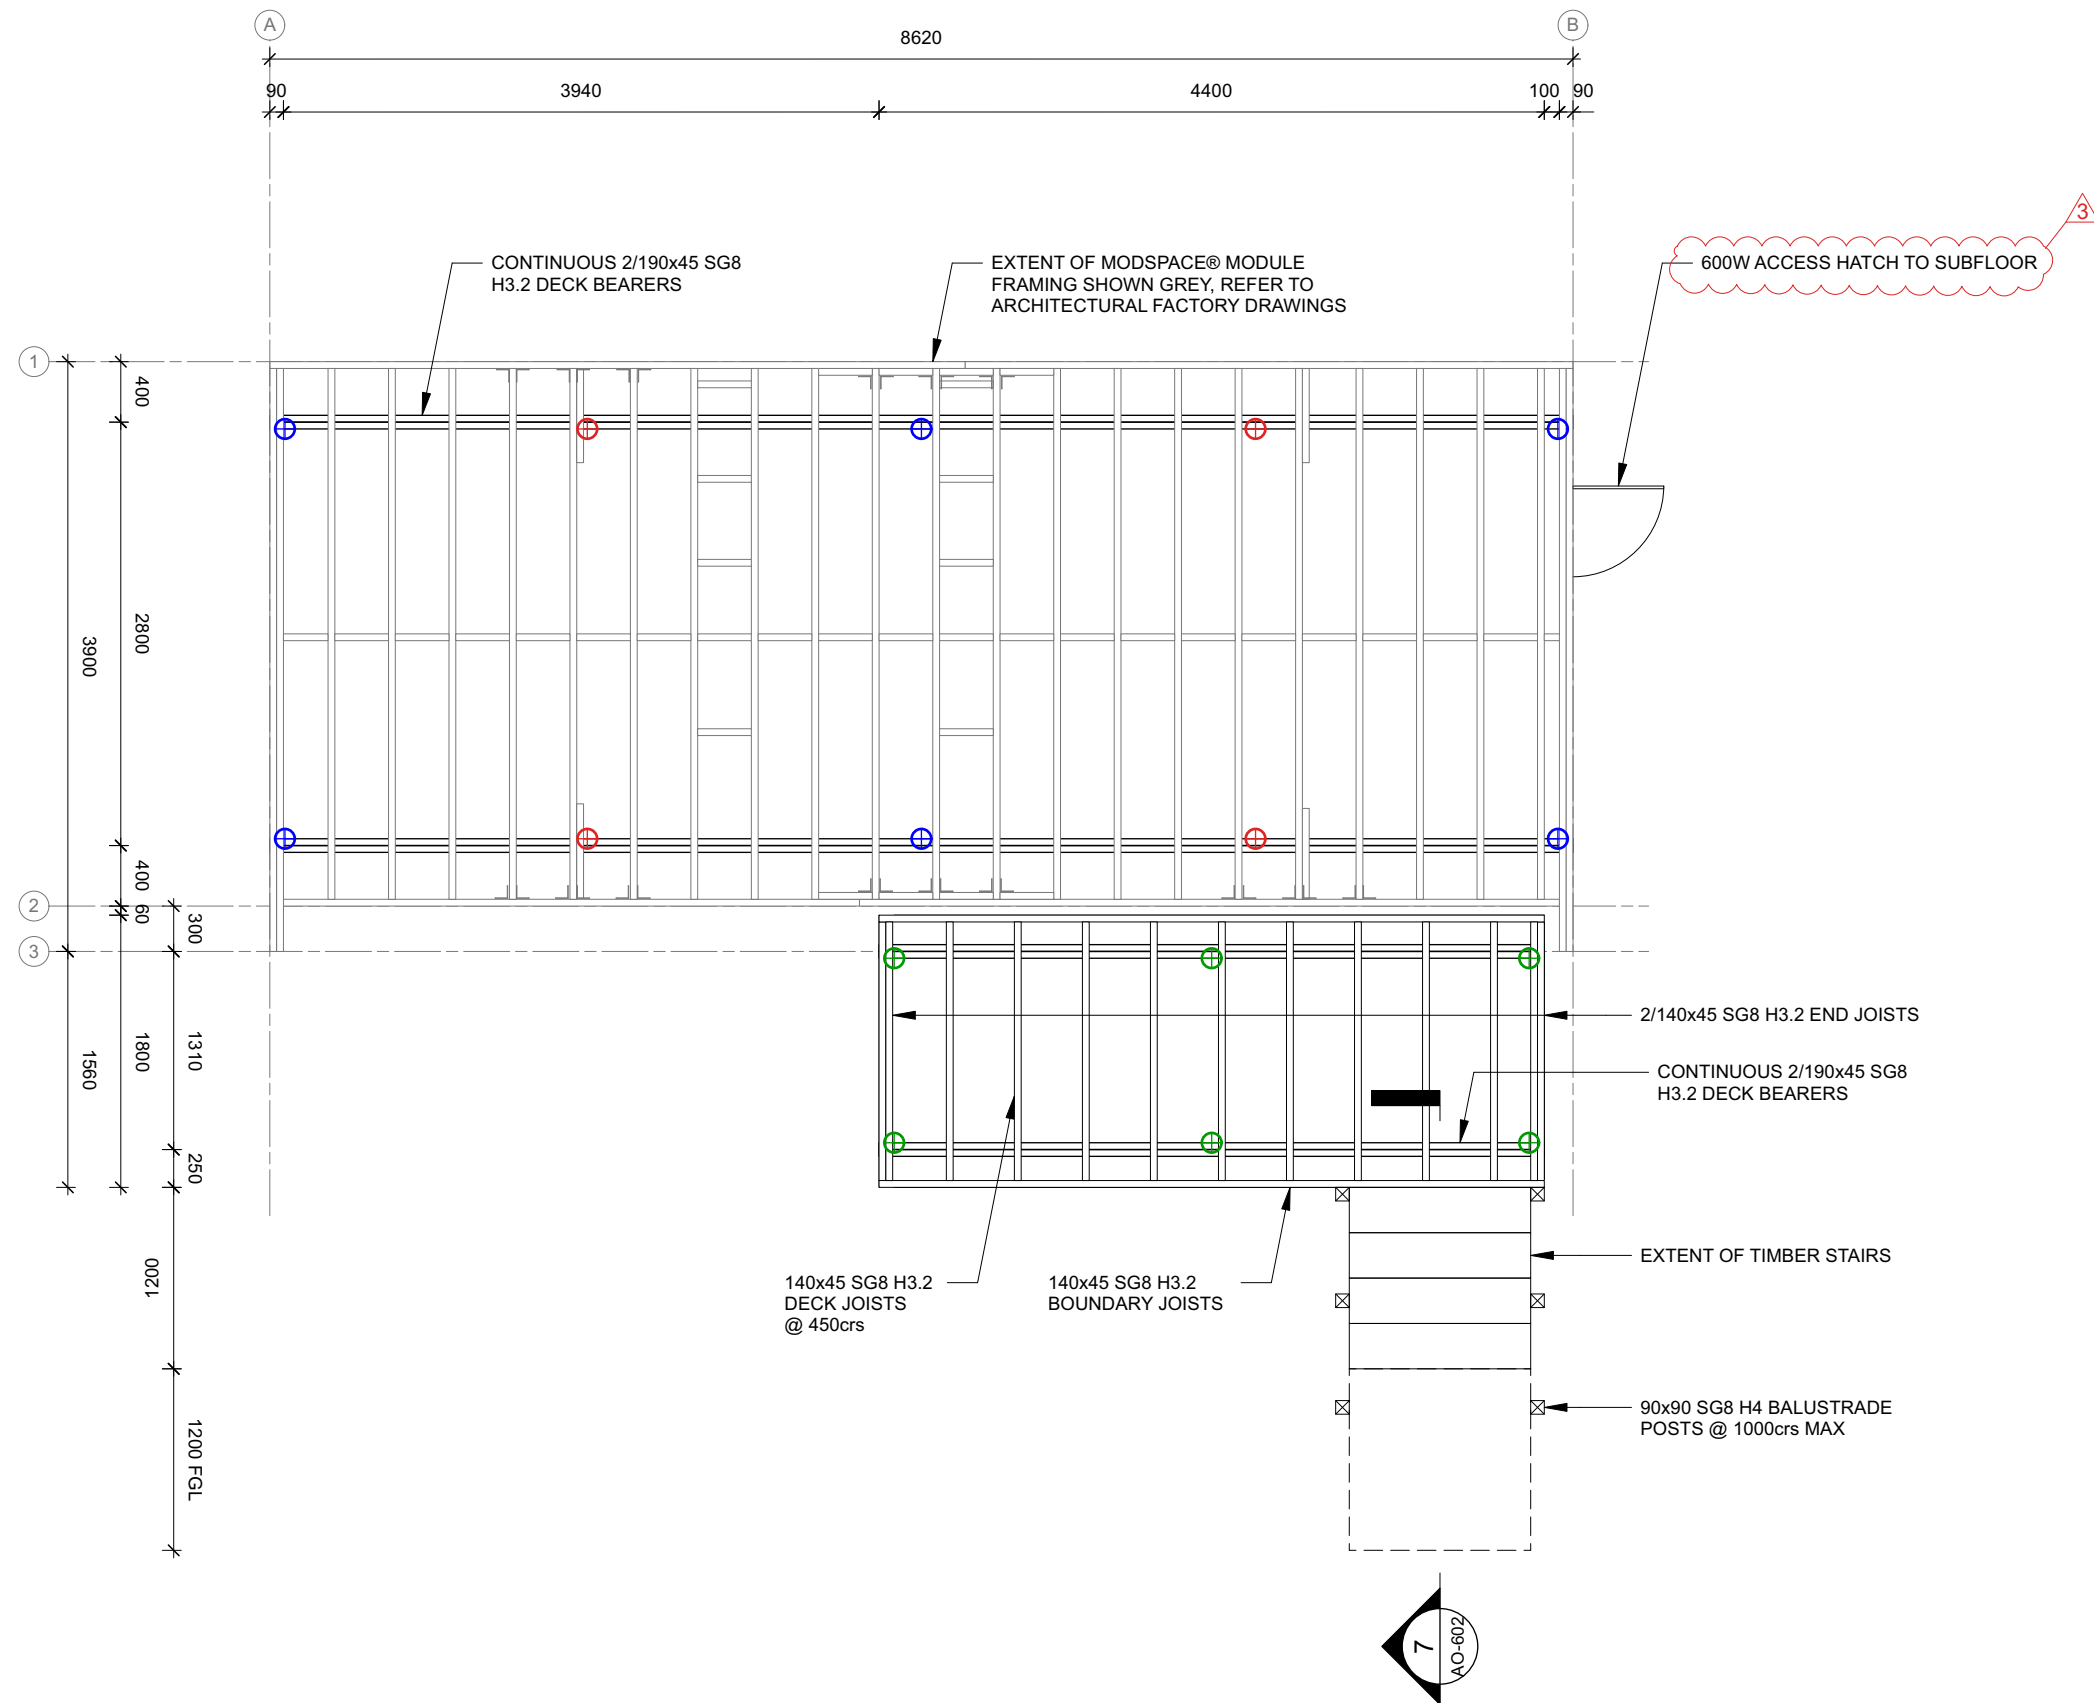 A
B
8620
90
3940
4400
100
90
3
CONTINUOUS 2/190x45 SG8
H3.2 DECK BEARERS
EXTENT OF MODSPACE® MODULE
FRAMING SHOWN GREY, REFER TO
ARCHITECTURAL FACTORY DRAWINGS
600W ACCESS HATCH TO SUBFLOOR
1
400
2800
3900
400
2
60
300
3
2/140x45 SG8 H3.2 END JOISTS
1310
1800
1560
CONTINUOUS 2/190x45 SG8
H3.2 DECK BEARERS
250
EXTENT OF TIMBER STAIRS
1200
140x45 SG8 H3.2
DECK JOISTS
@ 450crs
140x45 SG8 H3.2
BOUNDARY JOISTS
90x90 SG8 H4 BALUSTRADE
POSTS @ 1000crs MAX
1200 FGL
7
AO-602